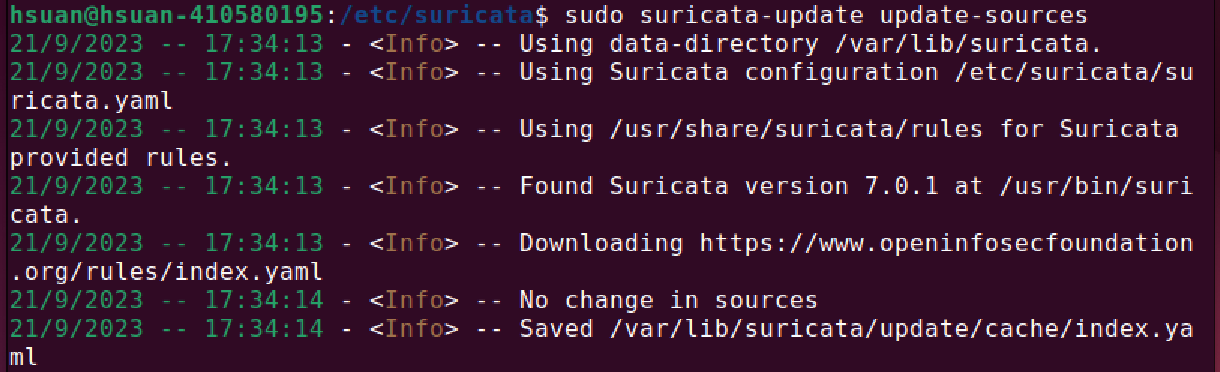 hsuan@hsuan-410580195:/etc/suricata$ sudo suricata-update update-sources
21/9/2023 -- 17:34:13 - <Info> -- Using data-directory /var/lib/suricata.
21/9/2023 -- 17:34:13 - <Info> -- Using Suricata configuration /etc/suricata/su
ricata.yaml
21/9/2023 -- 17:34:13 - <Info> -- Using /usr/share/suricata/rules for Suricata
provided rules.
21/9/2023 -- 17:34:13 - <Info> -- Found Suricata version 7.0.1 at /usr/bin/suri
cata.
21/9/2023 -- 17:34:13 - <Info> -- Downloading https://www.openinfosecfoundation
.org/rules/index.yaml
21/9/2023 -- 17:34:14 - <Info> -- No change in sources
21/9/2023 -- 17:34:14 - <Info> -- Saved /var/lib/suricata/update/cache/index.ya
ml